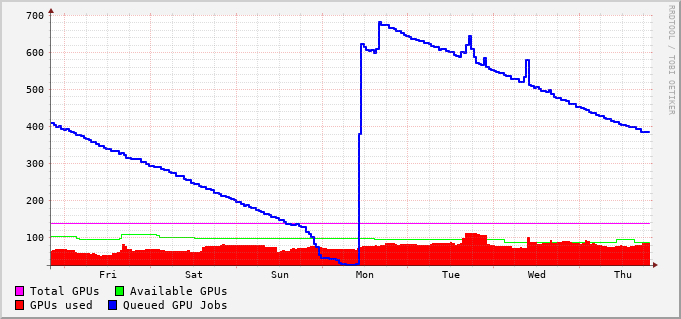 700
600
500
400
300
200
100
Fri Sat Sun Mon Tue Wed Thu
RRDTOOL / TOBI OETIKER
Total GPUs Available GPUs
GPUs used Queued GPU Jobs